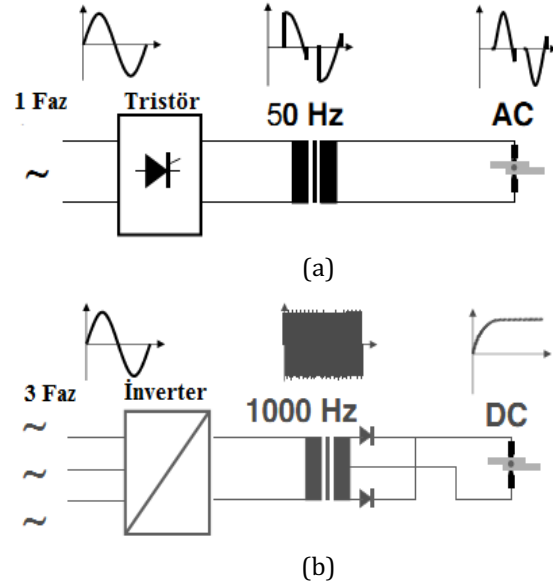 1 Faz Tristör 50 Hz AC
~
(a)
3 Faz İnverter 1000 Hz DC
~
~
~
(b)